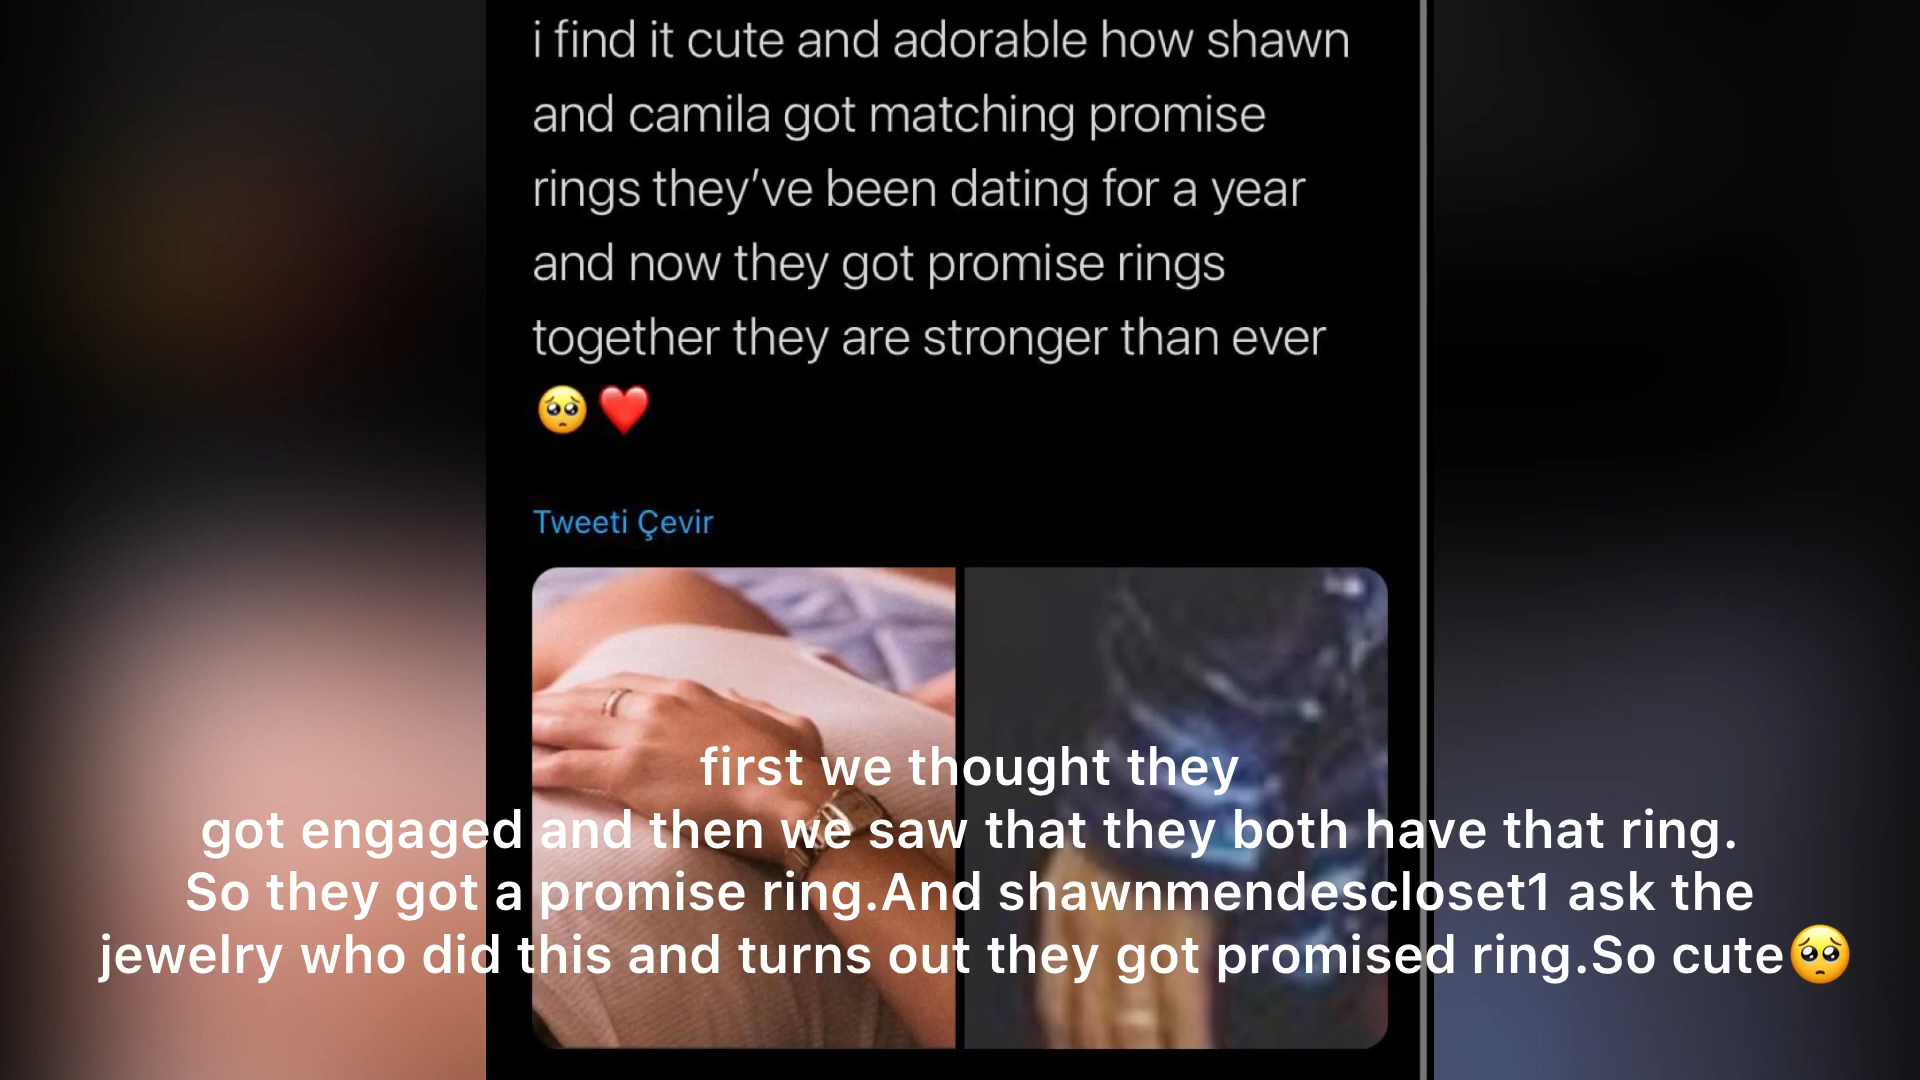 i find it cute and adorable how shawn
and camila got matching promise
rings they’ve been dating for a year
and now they got promise rings
together they are stronger than ever
🥺❤️
Tweeti Çevir
first we thought they
got engaged and then we saw that they both have that ring.
So they got a promise ring.And shawnmendescloset1 ask the
jewelry who did this and turns out they got promised ring.So cute🥺